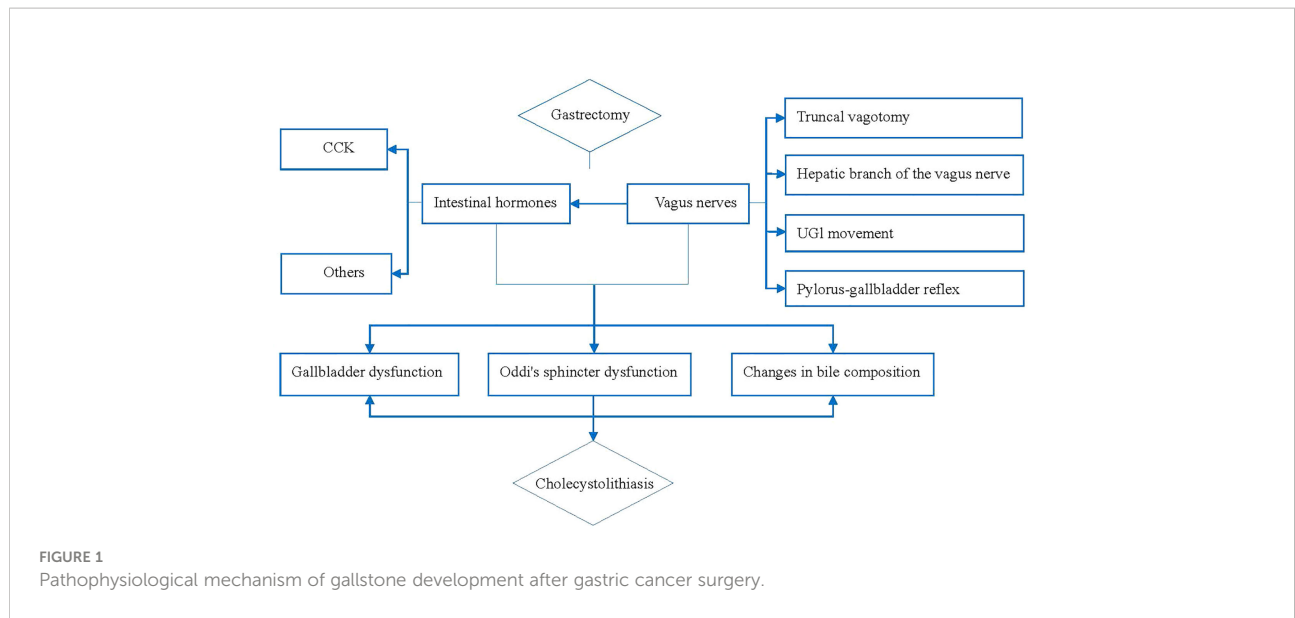 Gastrectomy
Truncal vagotomy
CCK
Hepatic branch of the vagus nerve
Intestinal hormones
Vagus nerves
UGI movement
Others
Pylorus-gallbladder reflex
Gallbladder dysfunction
Oddi's sphincter dysfunction
Changes in bile composition
Cholecystolithiasis
FIGURE 1
Pathophysiological mechanism of gallstone development after gastric cancer surgery.